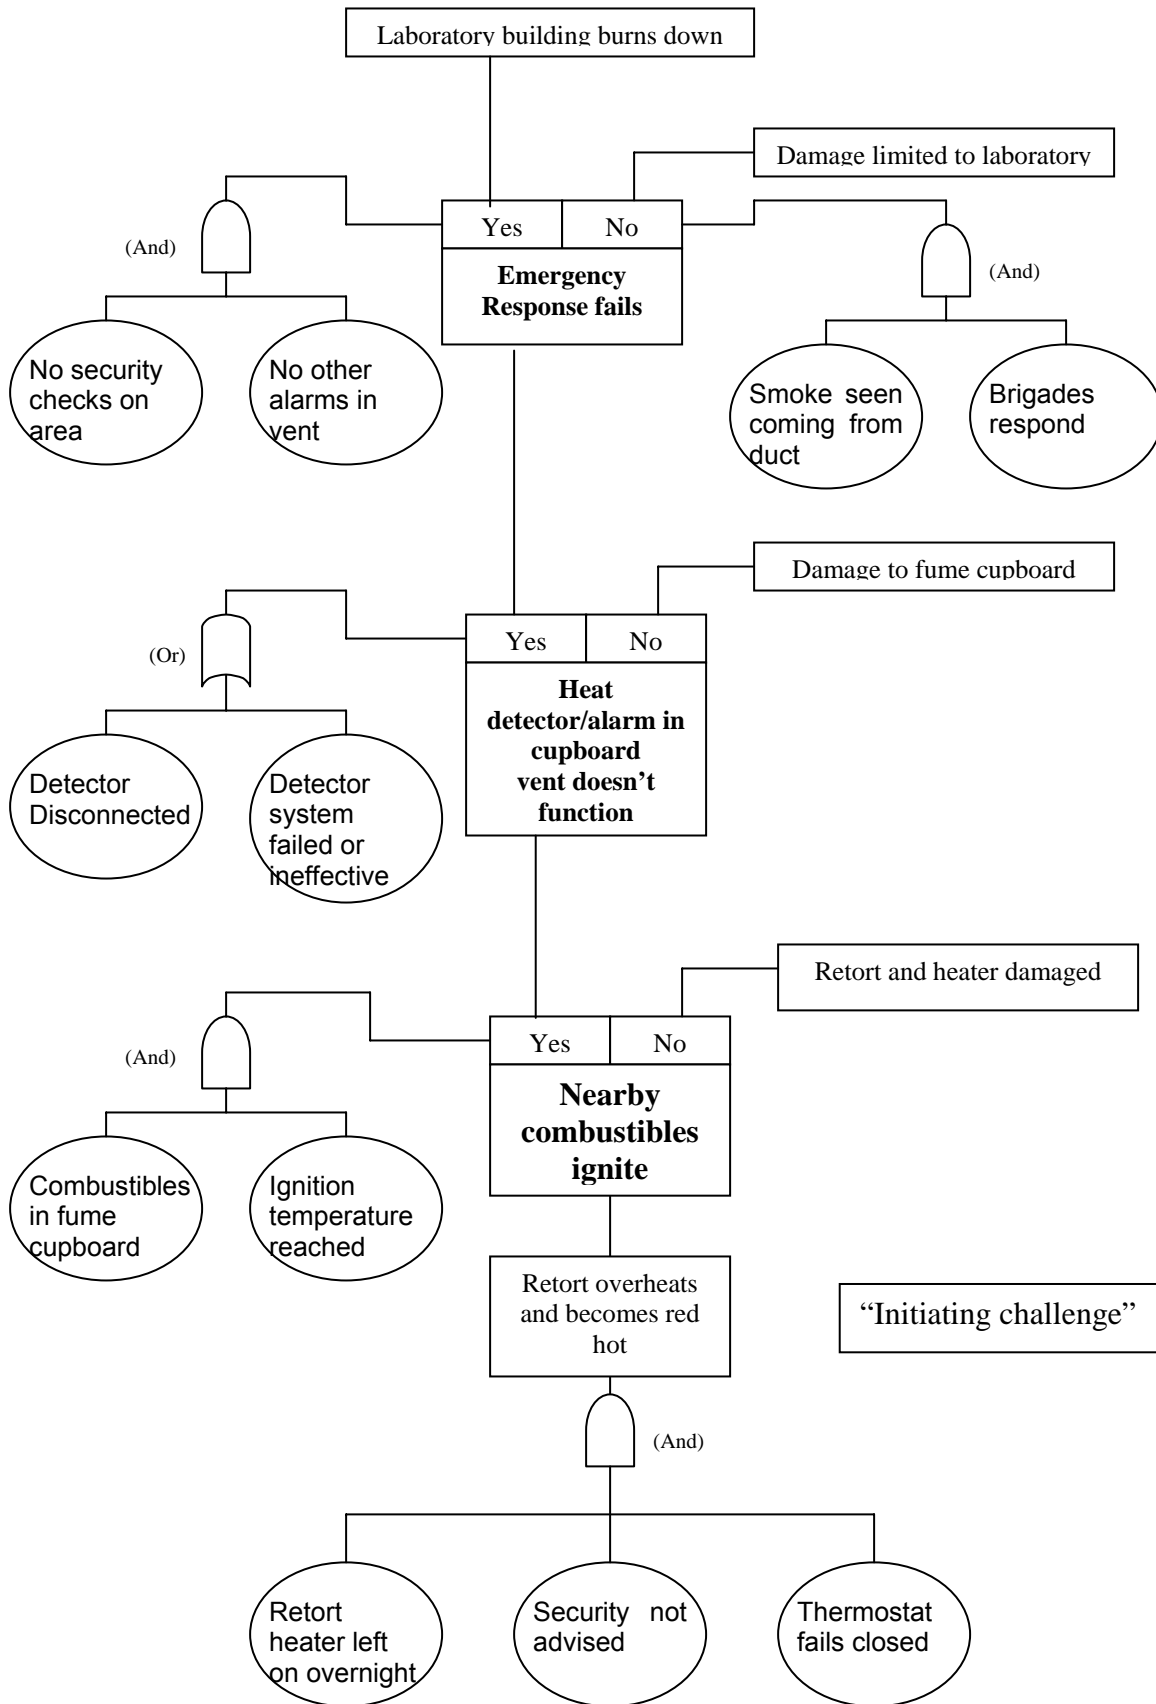 Laboratory building burns down
Damage limited to laboratory
Yes
No
(And)
Emergency
Response fails
(And)
No security
checks on
area
No other
alarms in
vent
Smoke seen
coming from
duct
Brigades
respond
Damage to fume cupboard
Yes
No
(Or)
Heat
detector/alarm in
cupboard
vent doesn’t
function
Detector
Disconnected
Detector
system
failed or
ineffective
Retort and heater damaged
Yes
No
(And)
Nearby
combustibles
ignite
Combustibles
in fume
cupboard
Ignition
temperature
reached
Retort overheats
and becomes red
hot
“Initiating challenge”
(And)
Retort
heater left
on overnight
Security not
advised
Thermostat
fails closed